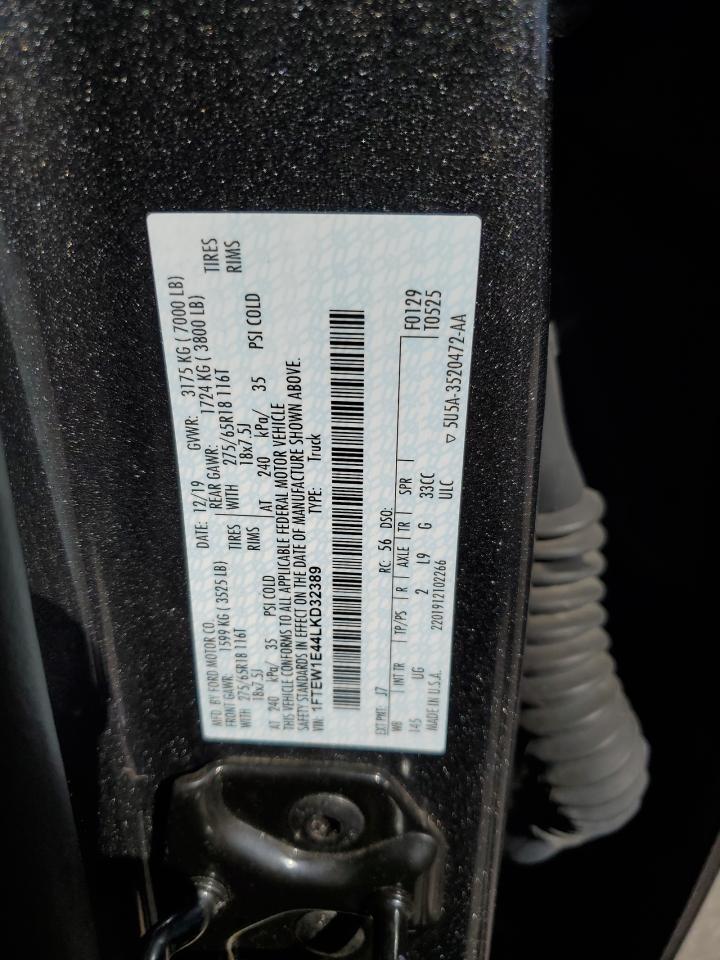 MFD. BY FORD MOTOR CO. DATE: 12/19 GVWR: 3175 KG ( 7000 LB)
FRONT GAWR: 1599 KG ( 3525 LB) REAR GAWR: 1724 KG ( 3800 LB)
WITH 275/65R18 116T TIRES WITH 275/65R18 116T TIRES
18x7.5J RIMS 18x7.5J RIMS
AT 240 kPa/ 35 PSI COLD AT 240 kPa/ 35 PSI COLD
THIS VEHICLE CONFORMS TO ALL APPLICABLE FEDERAL MOTOR VEHICLE
SAFETY STANDARDS IN EFFECT ON THE DATE OF MANUFACTURE SHOWN ABOVE.
VIN: 1FTEW1E44LKD32389 TYPE: Truck
EXT PNT: J7 RC: 56 DSO: F0129
WB INT TR TP/PS R AXLE TR SPR T0525
145 UG 2 L9 G 33CC
MADE IN U.S.A. 2201912102266 ULC
▽ 5U5A-3520472-AA